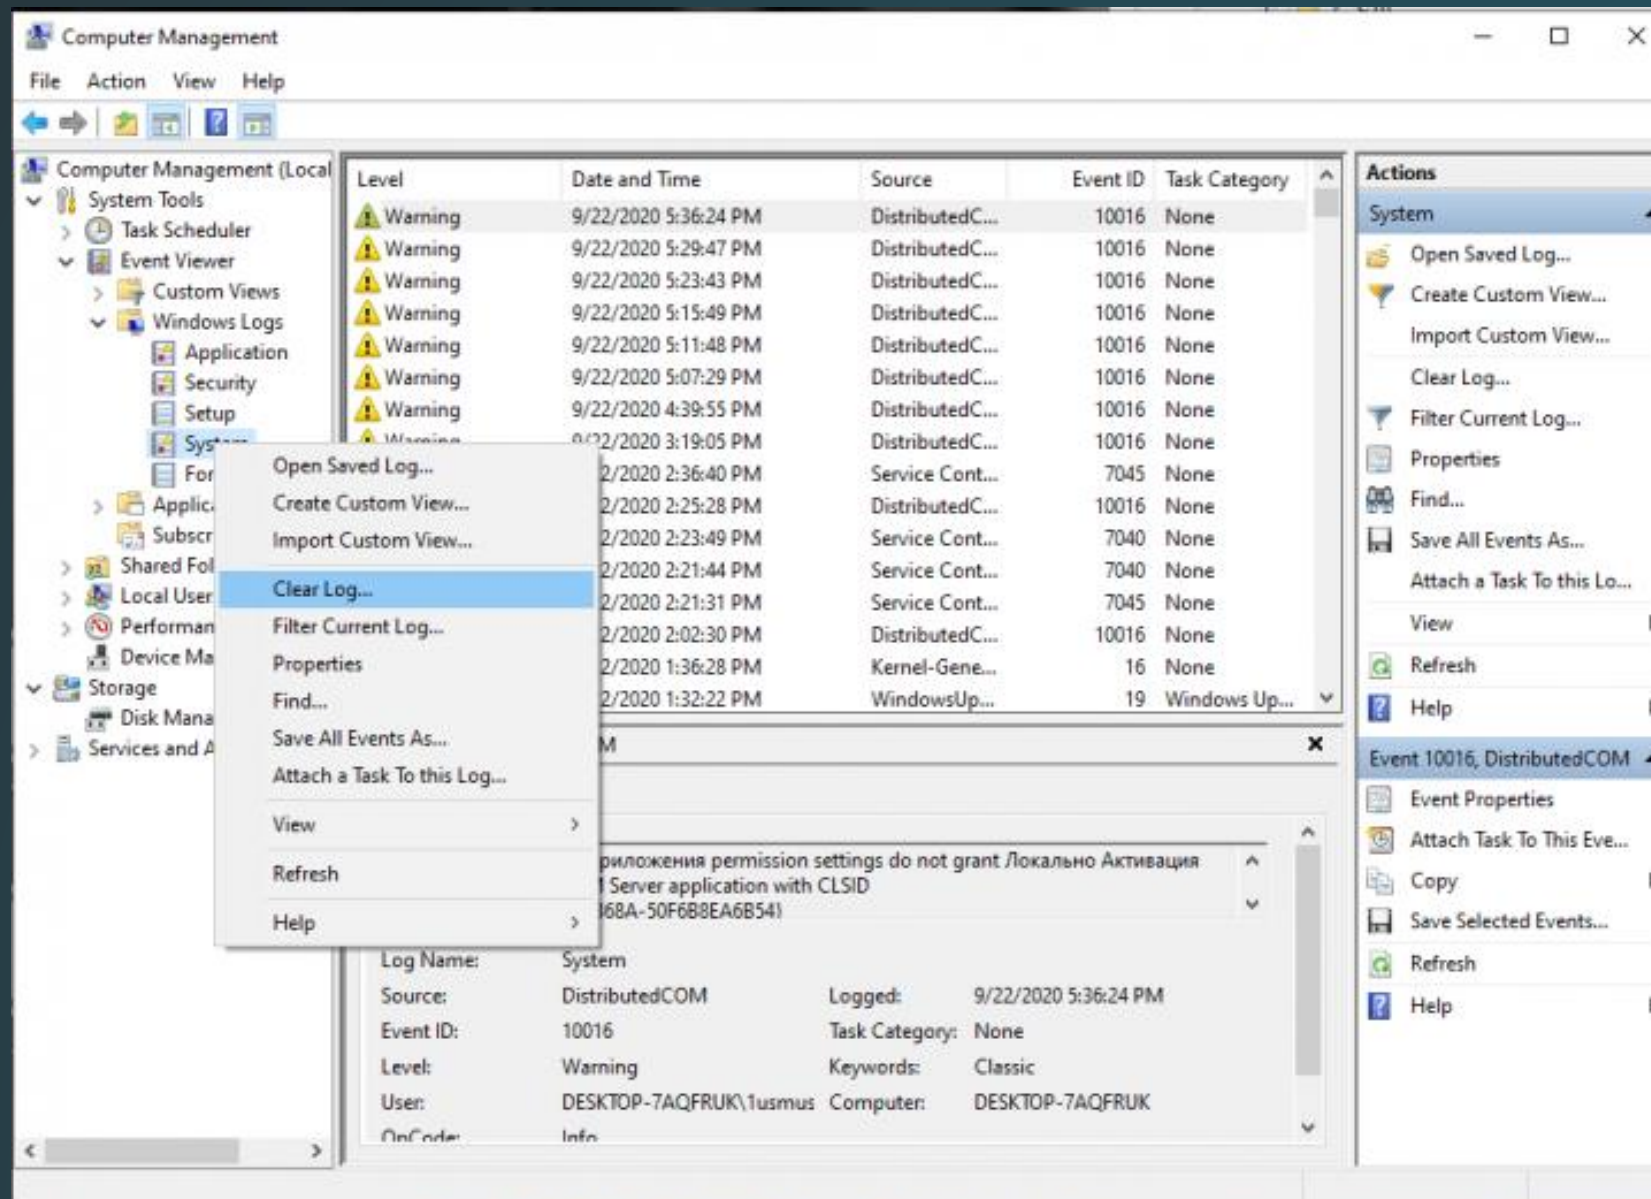 Computer Management
File Action View Help
Computer Management (Local
System Tools
Task Scheduler
Event Viewer
Custom Views
Windows Logs
Application
Security
Setup
System
For
Applic
Subscr
Shared Fol
Local User
Performan
Device Ma
Storage
Disk Mana
Services and A
Level Date and Time Source Event ID Task Category
Warning 9/22/2020 5:36:24 PM DistributedC... 10016 None
Warning 9/22/2020 5:29:47 PM DistributedC... 10016 None
Warning 9/22/2020 5:23:43 PM DistributedC... 10016 None
Warning 9/22/2020 5:15:49 PM DistributedC... 10016 None
Warning 9/22/2020 5:11:48 PM DistributedC... 10016 None
Warning 9/22/2020 5:07:29 PM DistributedC... 10016 None
Warning 9/22/2020 4:39:55 PM DistributedC... 10016 None
Warning 9/22/2020 3:19:05 PM DistributedC... 10016 None
2/2020 2:36:40 PM Service Cont... 7045 None
2/2020 2:25:28 PM DistributedC... 10016 None
2/2020 2:23:49 PM Service Cont... 7040 None
2/2020 2:21:44 PM Service Cont... 7040 None
2/2020 2:21:31 PM Service Cont... 7045 None
2/2020 2:02:30 PM DistributedC... 10016 None
2/2020 1:36:28 PM Kernel-Gene... 16 None
2/2020 1:32:22 PM WindowsUp... 19 Windows Up...
Open Saved Log...
Create Custom View...
Import Custom View...
Clear Log...
Filter Current Log...
Properties
Find...
Save All Events As...
Attach a Task To this Log...
View
Refresh
Help
M
риложения permission settings do not grant Локально Активация
Server application with CLSID
468A-50F6B8EA6B54}
Log Name: System
Source: DistributedCOM Logged: 9/22/2020 5:36:24 PM
Event ID: 10016 Task Category: None
Level: Warning Keywords: Classic
User: DESKTOP-7AQFRUK\1usmus Computer: DESKTOP-7AQFRUK
OpCode: Info
Actions
System
Open Saved Log...
Create Custom View...
Import Custom View...
Clear Log...
Filter Current Log...
Properties
Find...
Save All Events As...
Attach a Task To this Lo...
View
Refresh
Help
Event 10016, DistributedCOM
Event Properties
Attach Task To This Eve...
Copy
Save Selected Events...
Refresh
Help